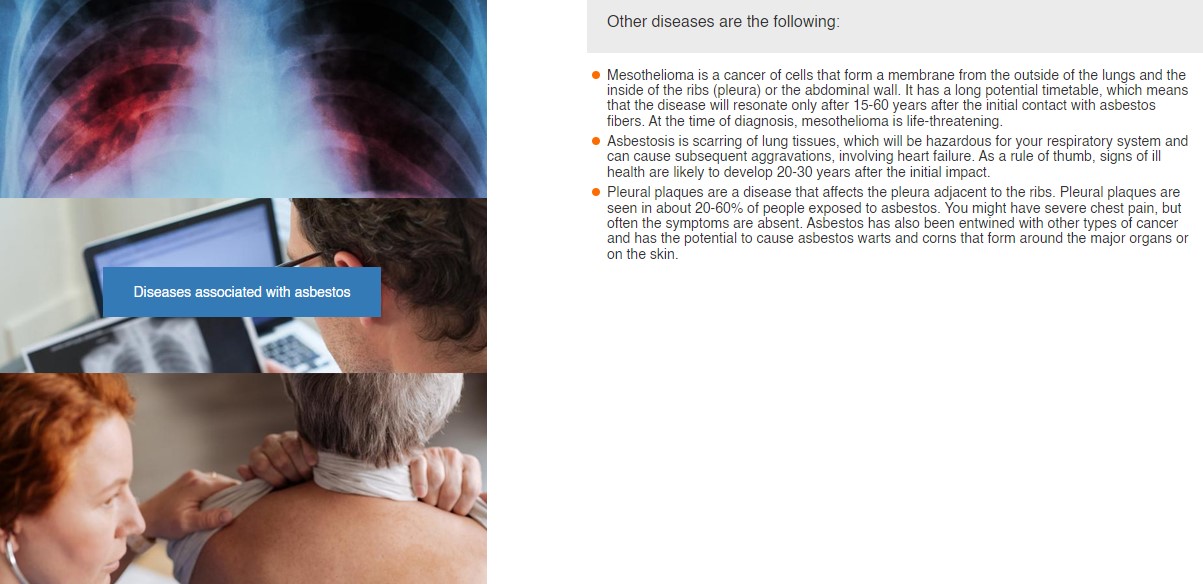 Diseases associated with asbestos
Other diseases are the following:
Mesothelioma is a cancer of cells that form a membrane from the outside of the lungs and the
inside of the ribs (pleura) or the abdominal wall. It has a long potential timetable, which means
that the disease will resonate only after 15-60 years after the initial contact with asbestos
fibers. At the time of diagnosis, mesothelioma is life-threatening.
Asbestosis is scarring of lung tissues, which will be hazardous for your respiratory system and
can cause subsequent aggravations, involving heart failure. As a rule of thumb, signs of ill
health are likely to develop 20-30 years after the initial impact.
Pleural plaques are a disease that affects the pleura adjacent to the ribs. Pleural plaques are
seen in about 20-60% of people exposed to asbestos. You might have severe chest pain, but
often the symptoms are absent. Asbestos has also been entwined with other types of cancer
and has the potential to cause asbestos warts and corns that form around the major organs or
on the skin.